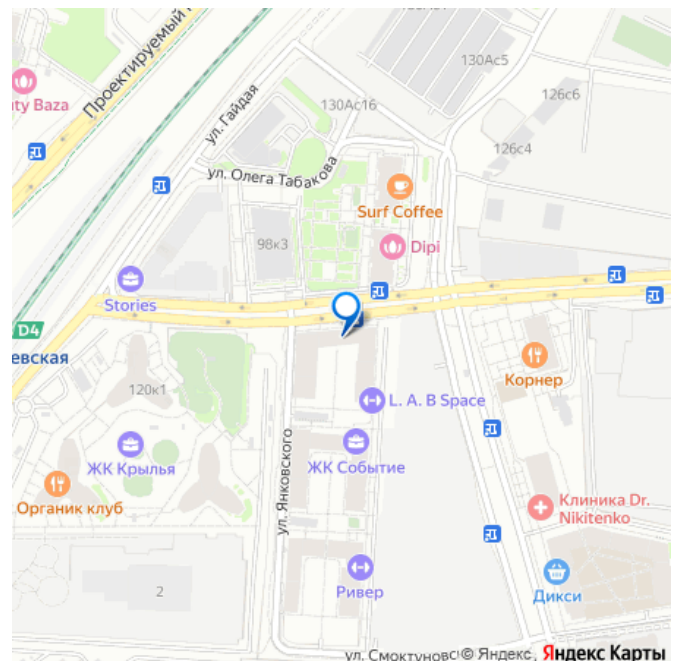 Проектируемый
ty Baza
ул. Гайдая
130Ас5
130Ас16
126с6
126с4
ул. Олега Табакова
Surf Coffee
Dipi
98к3
Stories
D4
евская
120к1
Корнер
L. A. B Space
ЖК Крылья
ЖК Событие
ул. Янковского
Органик клуб
Клиника Dr.
Nikitenko
2
Ривер
Дикси
ул. Смоктуновс
© Яндекс, Яндекс Карты